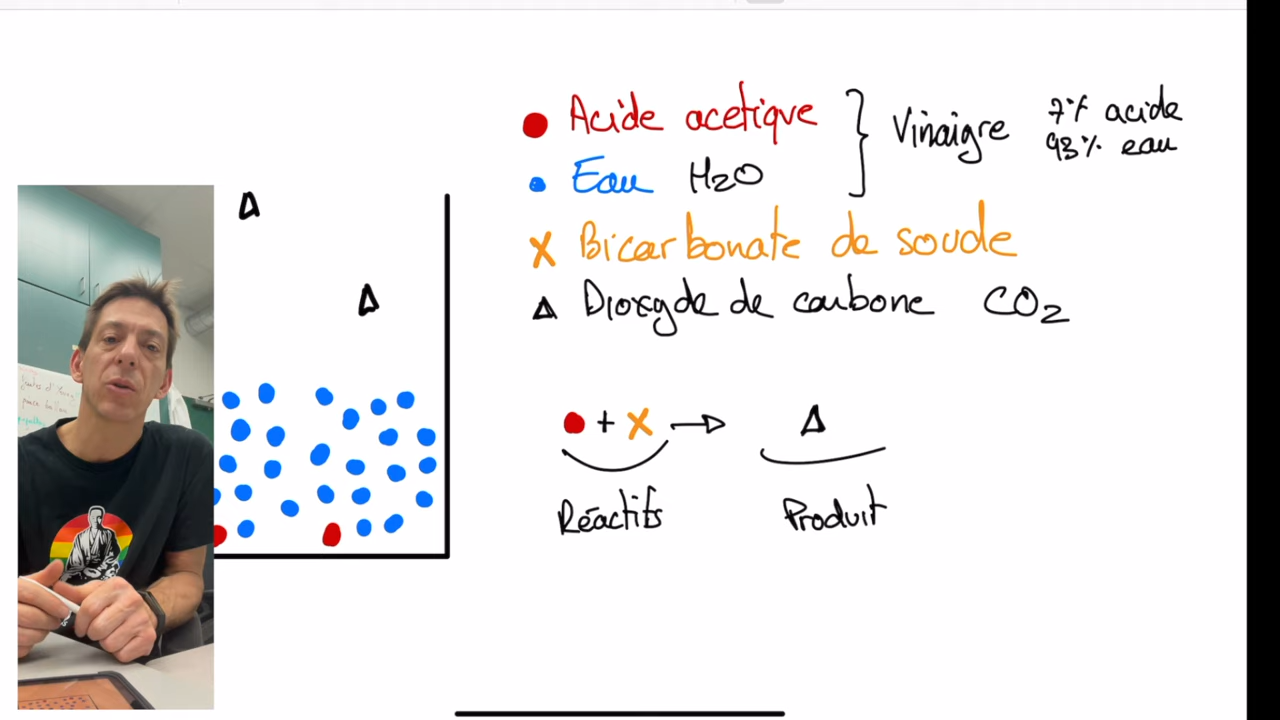 Acide acetique
Vinaigre
7% acide
93% eau
Eau H2O
Bicarbonate de soude
Dioxyde de carbone CO2
+
Réactifs
Produit